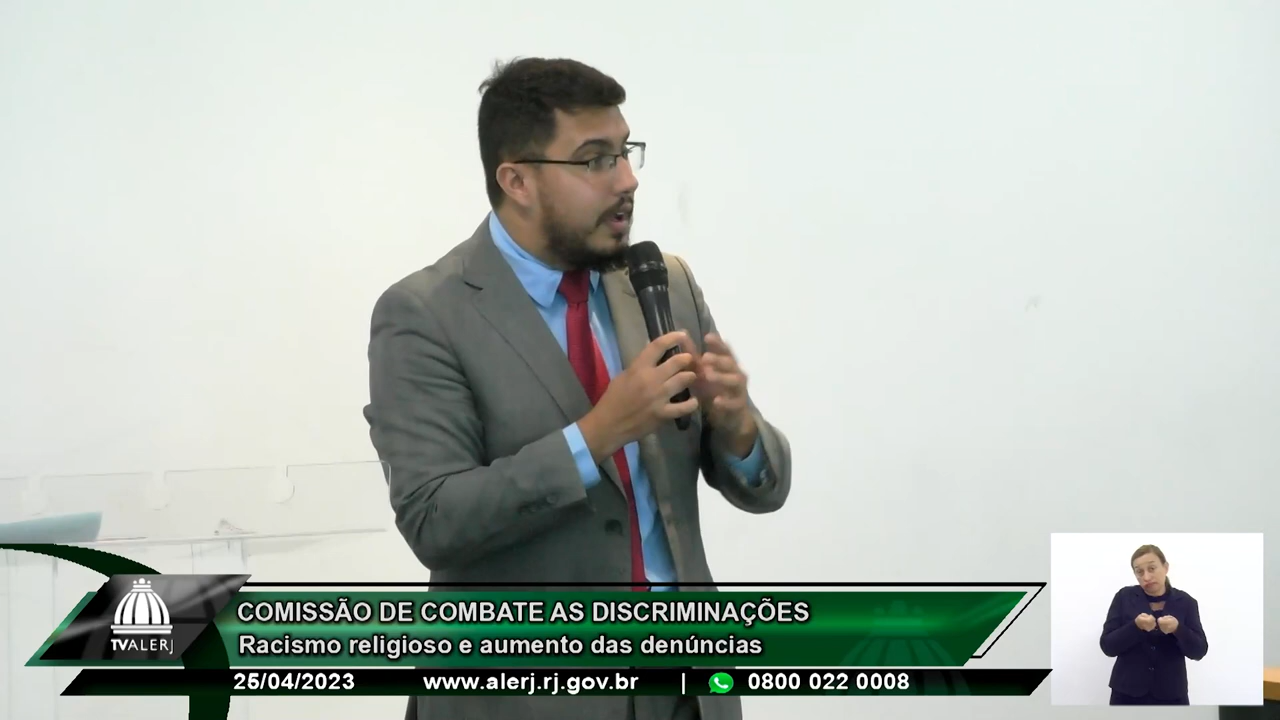 COMISSÃO DE COMBATE AS DISCRIMINAÇÕES
Racismo religioso e aumento das denúncias
TVALERJ
25/04/2023 www.alerj.rj.gov.br | 0800 022 0008